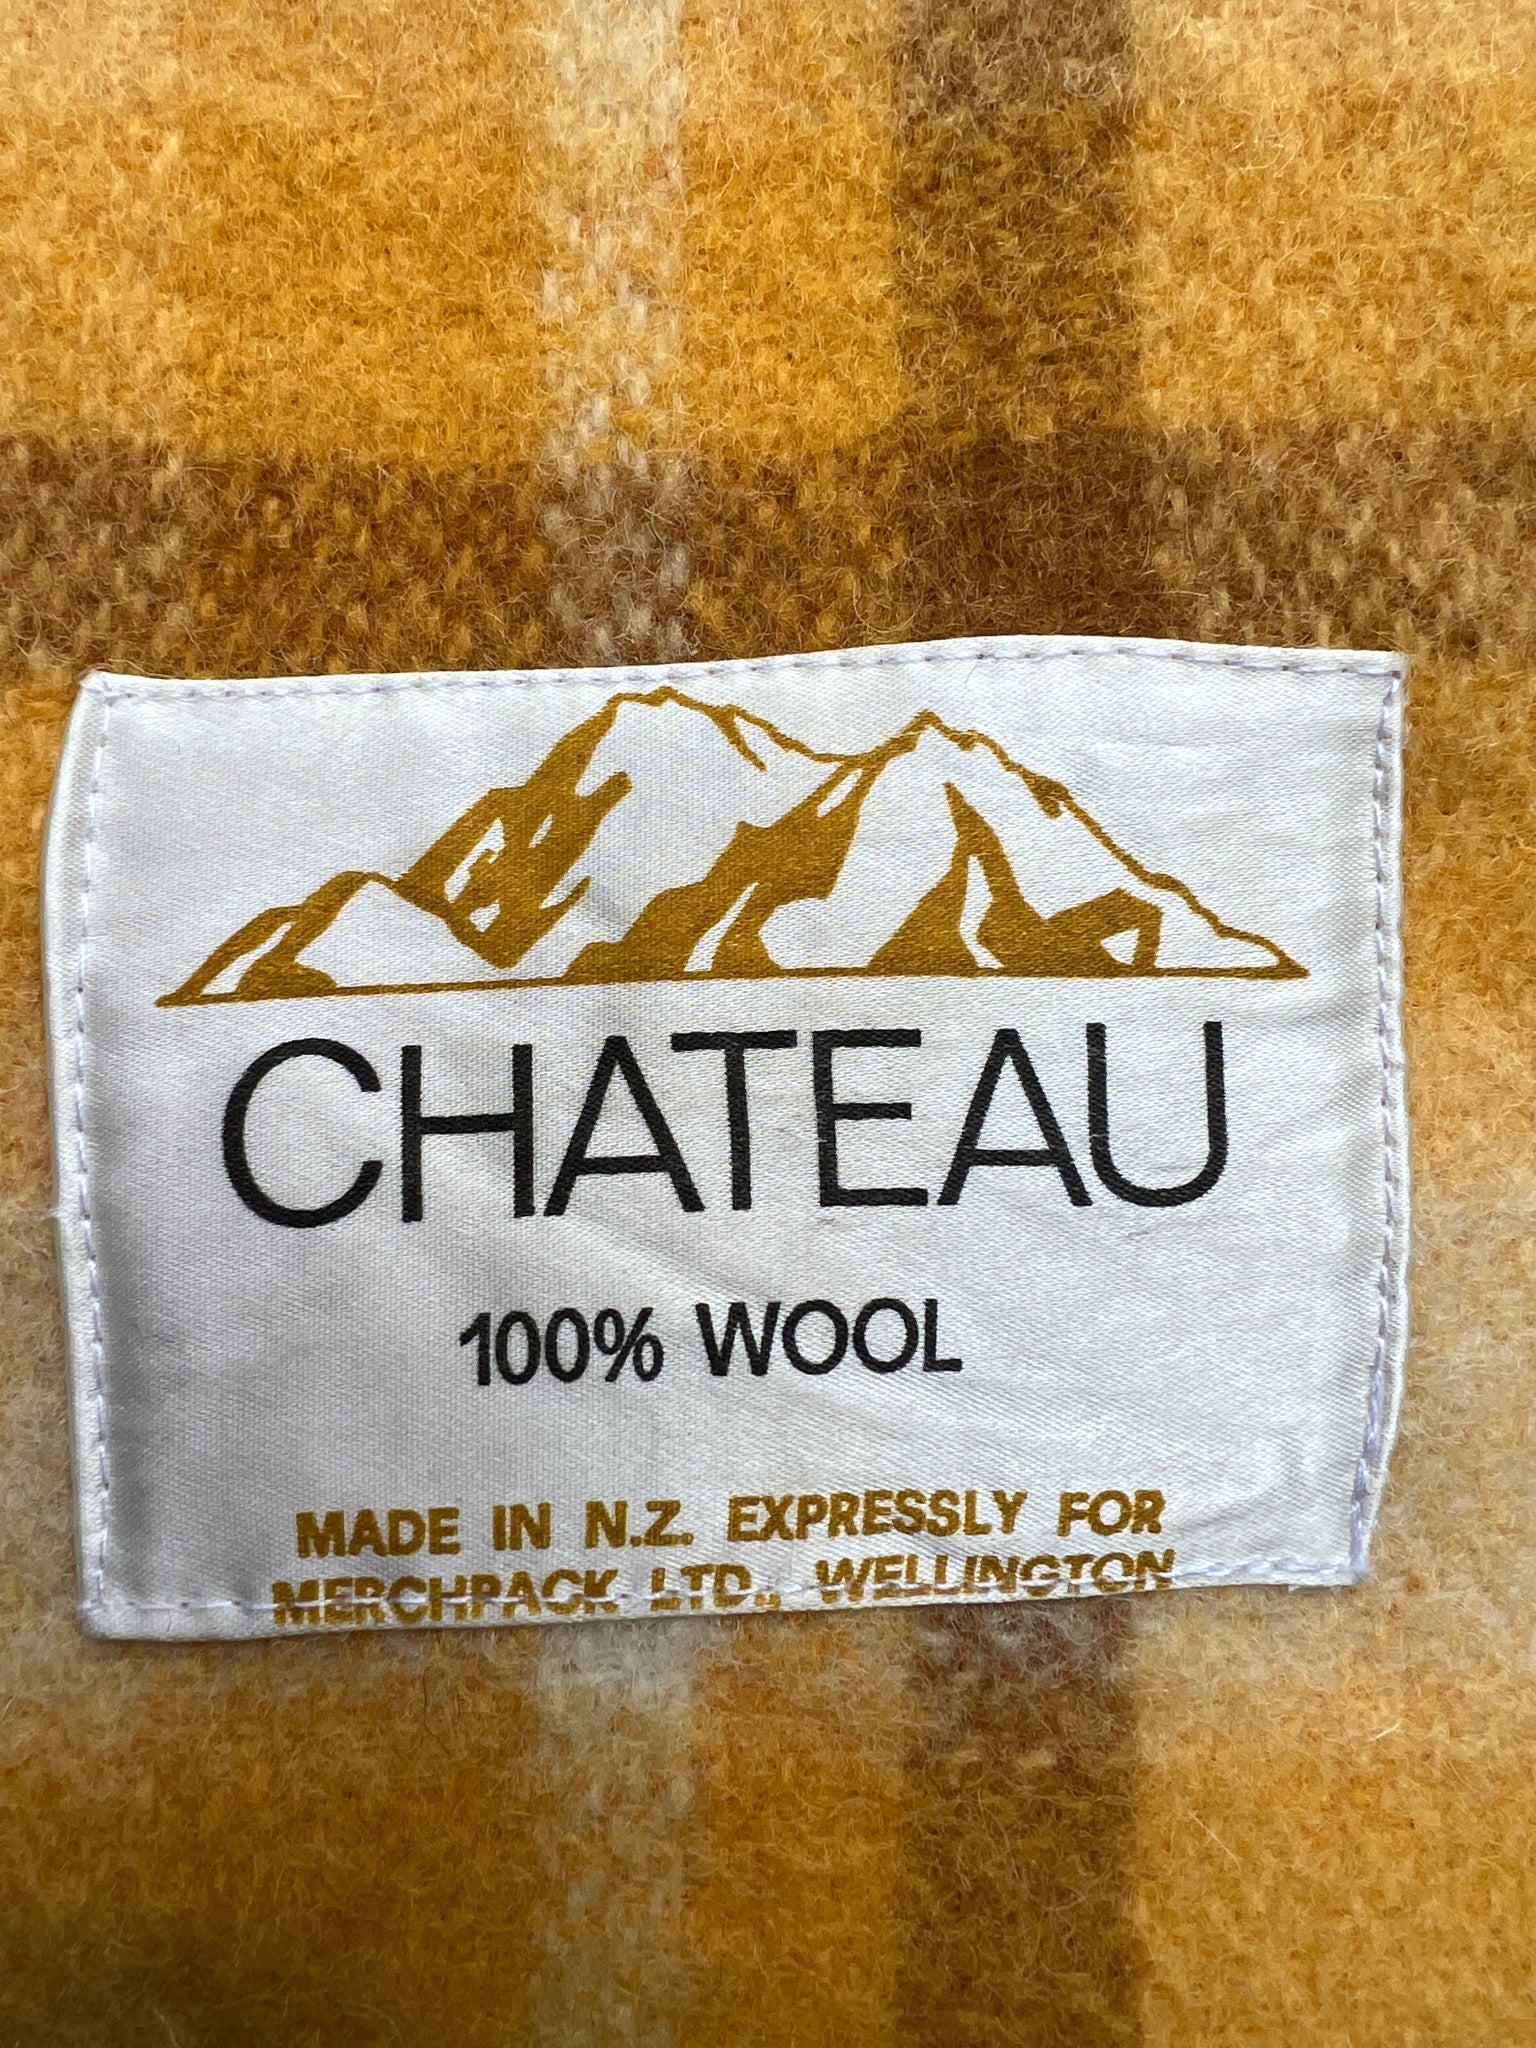 CHATEAU
100% WOOL
MADE IN N.Z. EXPRESSLY FOR
MERCHPACK LTD., WELLINGTON